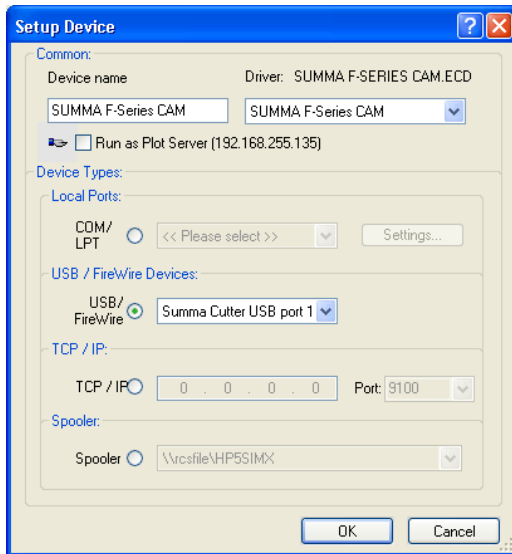 Setup Device
Common:
Device name Driver: SUMMA F-SERIES CAM.ECD
SUMMA F-Series CAM SUMMA F-Series CAM
Run as Plot Server (192.168.255.135)
Device Types:
Local Ports:
COM/
LPT << Please select >> Settings...
USB / FireWire Devices:
USB/
FireWire Summa Cutter USB port 1
TCP / IP:
TCP / IP 0 . 0 . 0 . 0 Port: 9100
Spooler:
Spooler \\rcsfile\HP5SIMX
OK Cancel